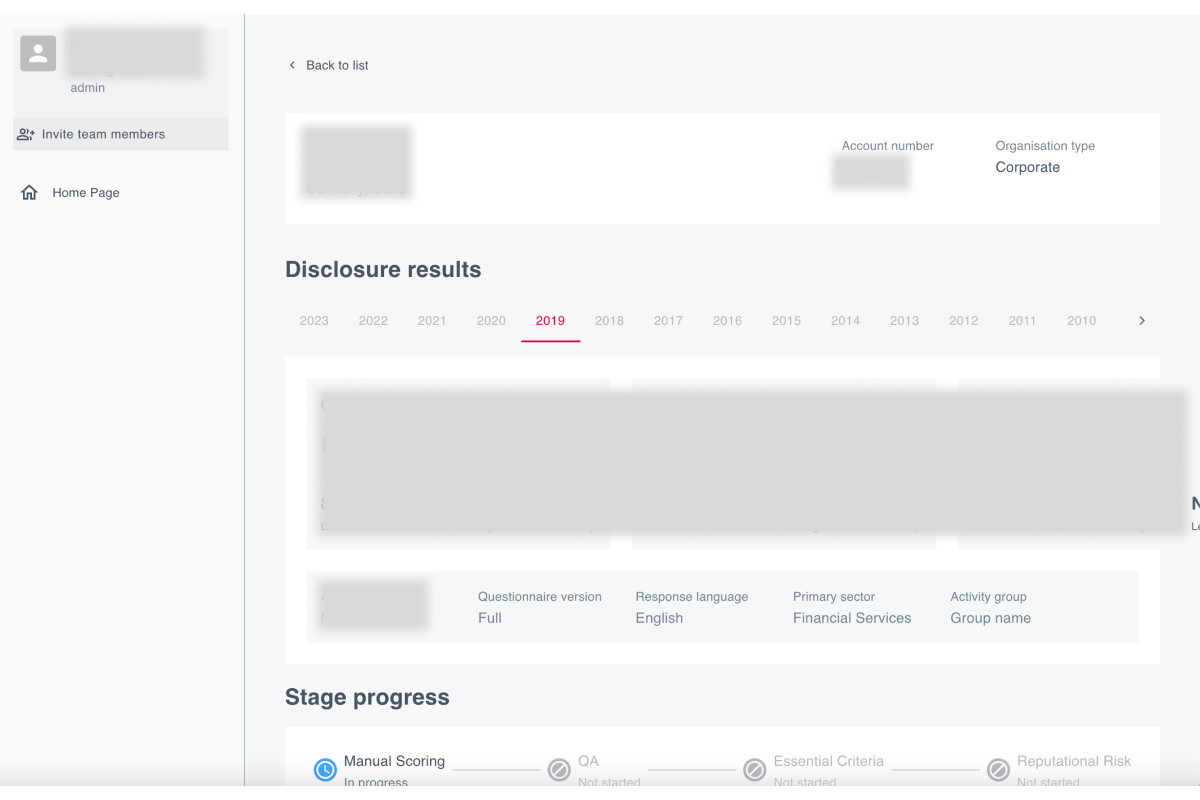 admin
Invite team members
Home Page
Back to list
Account number
Organisation type
Corporate
Disclosure results
2023 2022 2021 2020 2019 2018 2017 2016 2015 2014 2013 2012 2011 2010
Questionnaire version
Full
Response language
English
Primary sector
Financial Services
Activity group
Group name
Stage progress
Manual Scoring
In progress
QA
Not started
Essential Criteria
Not started
Reputational Risk
Not started